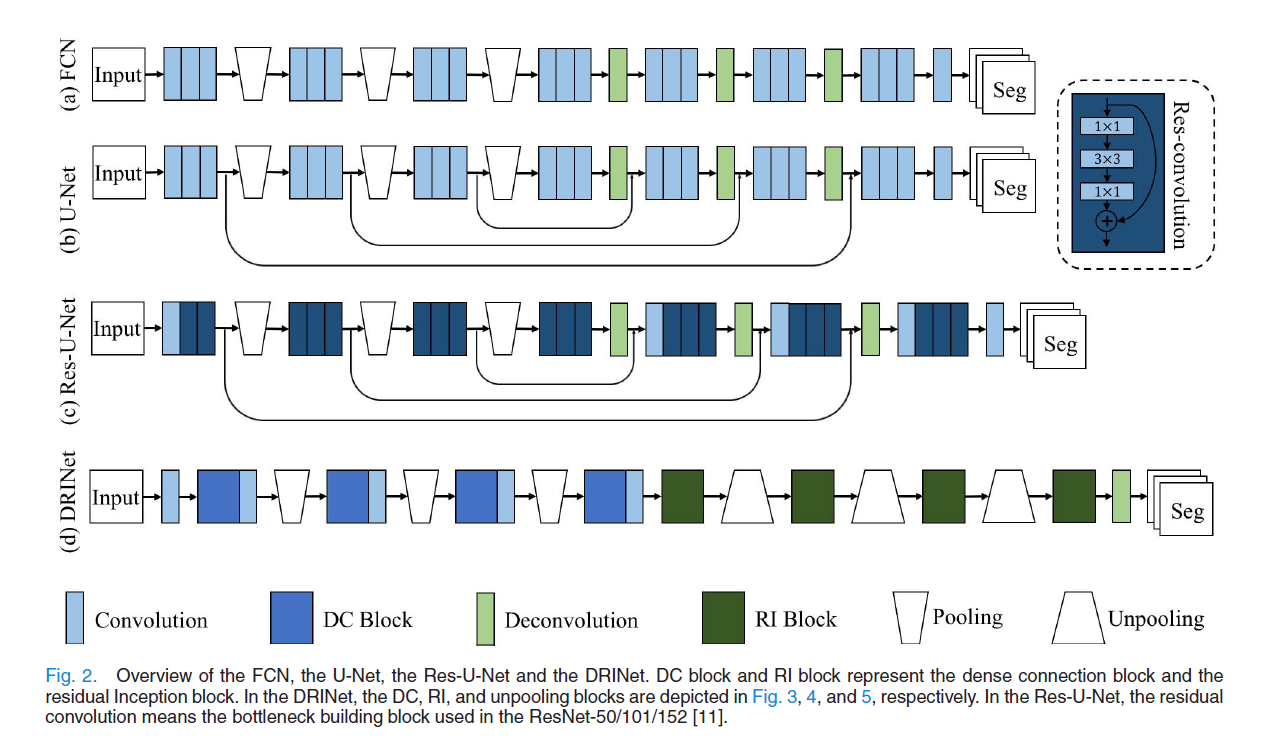 (a) FCN
Input
Seg
(b) U-Net
Input
Seg
1×1
3×3
1×1
+
Res-convolution
(c) Res-U-Net
Input
Seg
(d) DRINet
Input
Seg
Convolution
DC Block
Deconvolution
RI Block
Pooling
Unpooling
Fig. 2. Overview of the FCN, the U-Net, the Res-U-Net and the DRINet. DC block and RI block represent the dense connection block and the
residual Inception block. In the DRINet, the DC, RI, and unpooling blocks are depicted in Fig. 3, 4, and 5, respectively. In the Res-U-Net, the residual
convolution means the bottleneck building block used in the ResNet-50/101/152 [11].